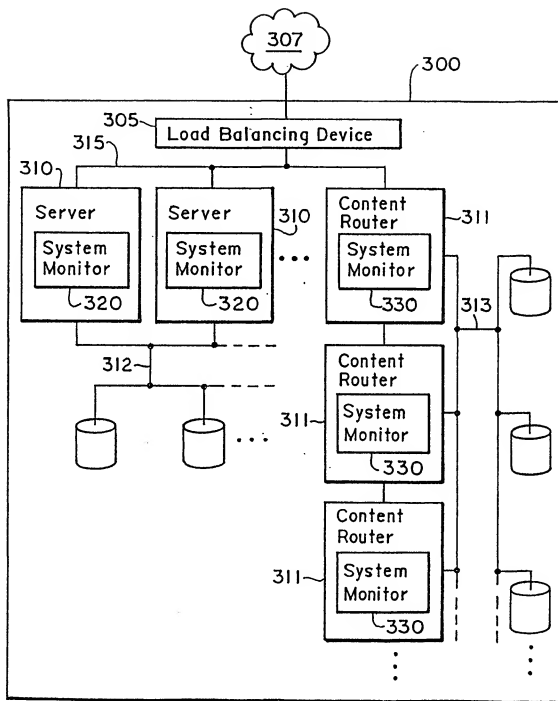 307
300
305
Load Balancing Device
315
310
Server
System
Monitor
320
Server
310
System
Monitor
320
Content
Router
311
System
Monitor
330
313
312
Content
Router
311
System
Monitor
330
Content
Router
311
System
Monitor
330